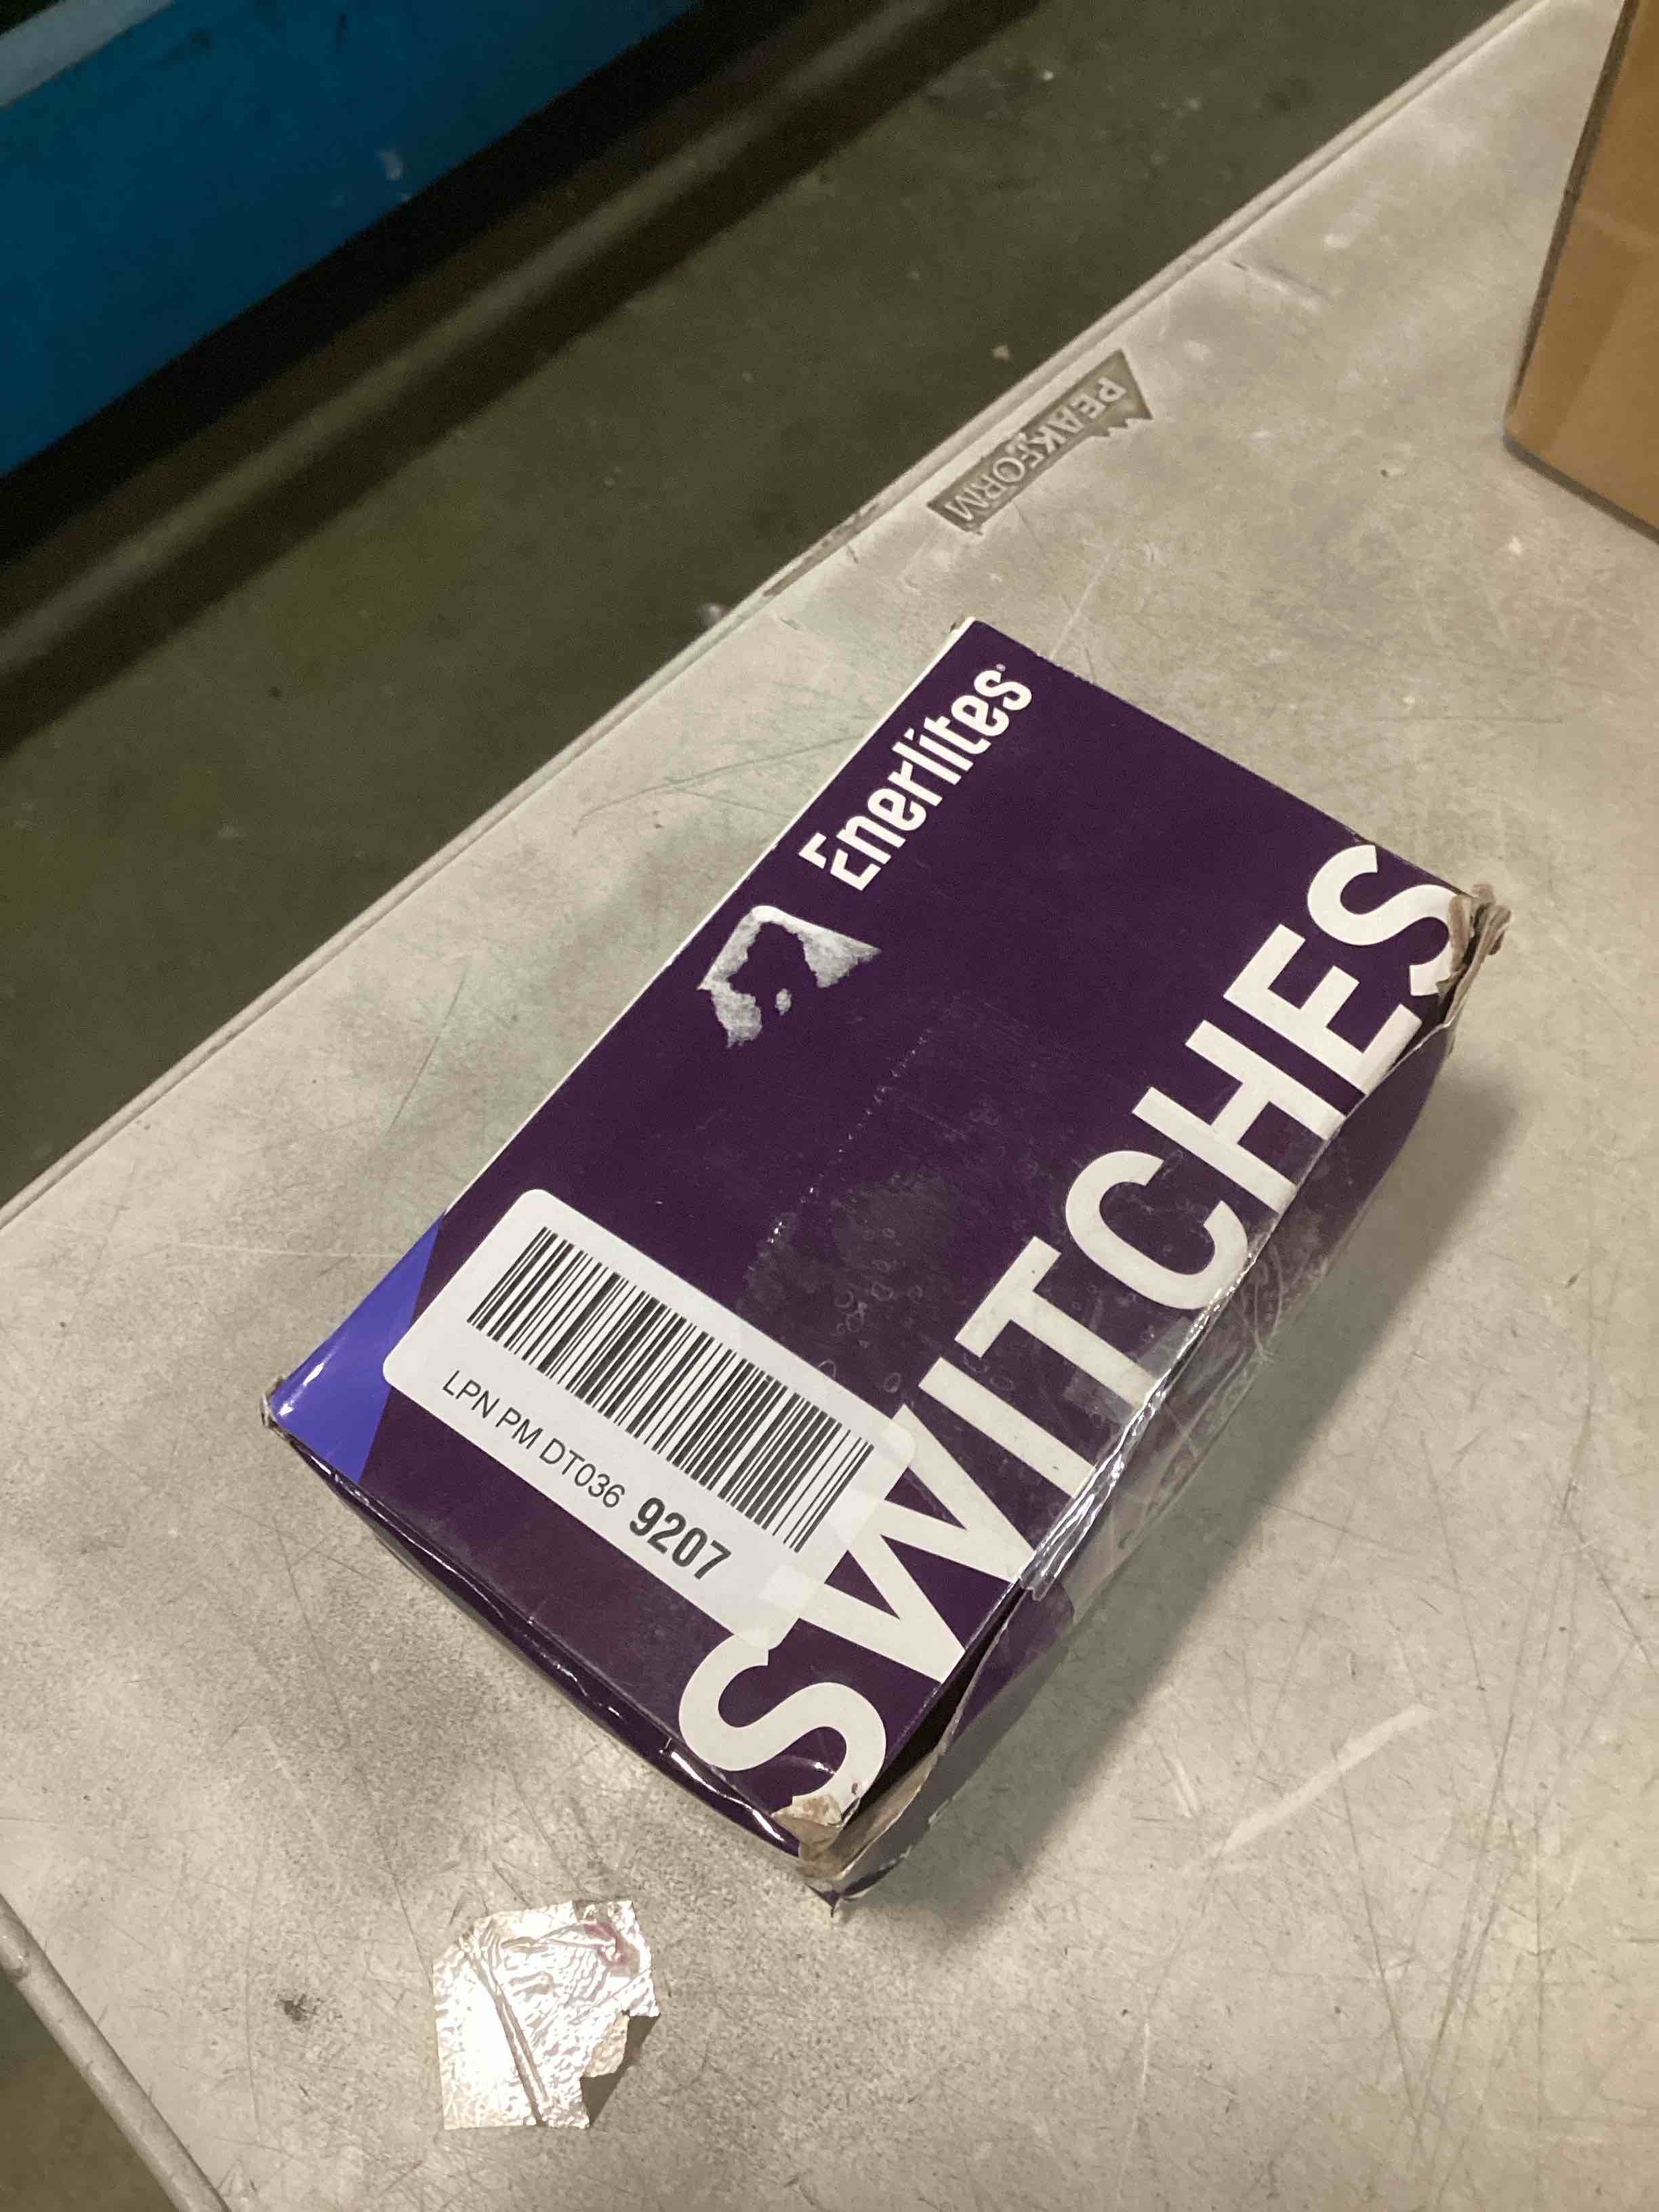 PEAKFORM
Enerlites®
SWITCHES
LPN PM DT036 9207